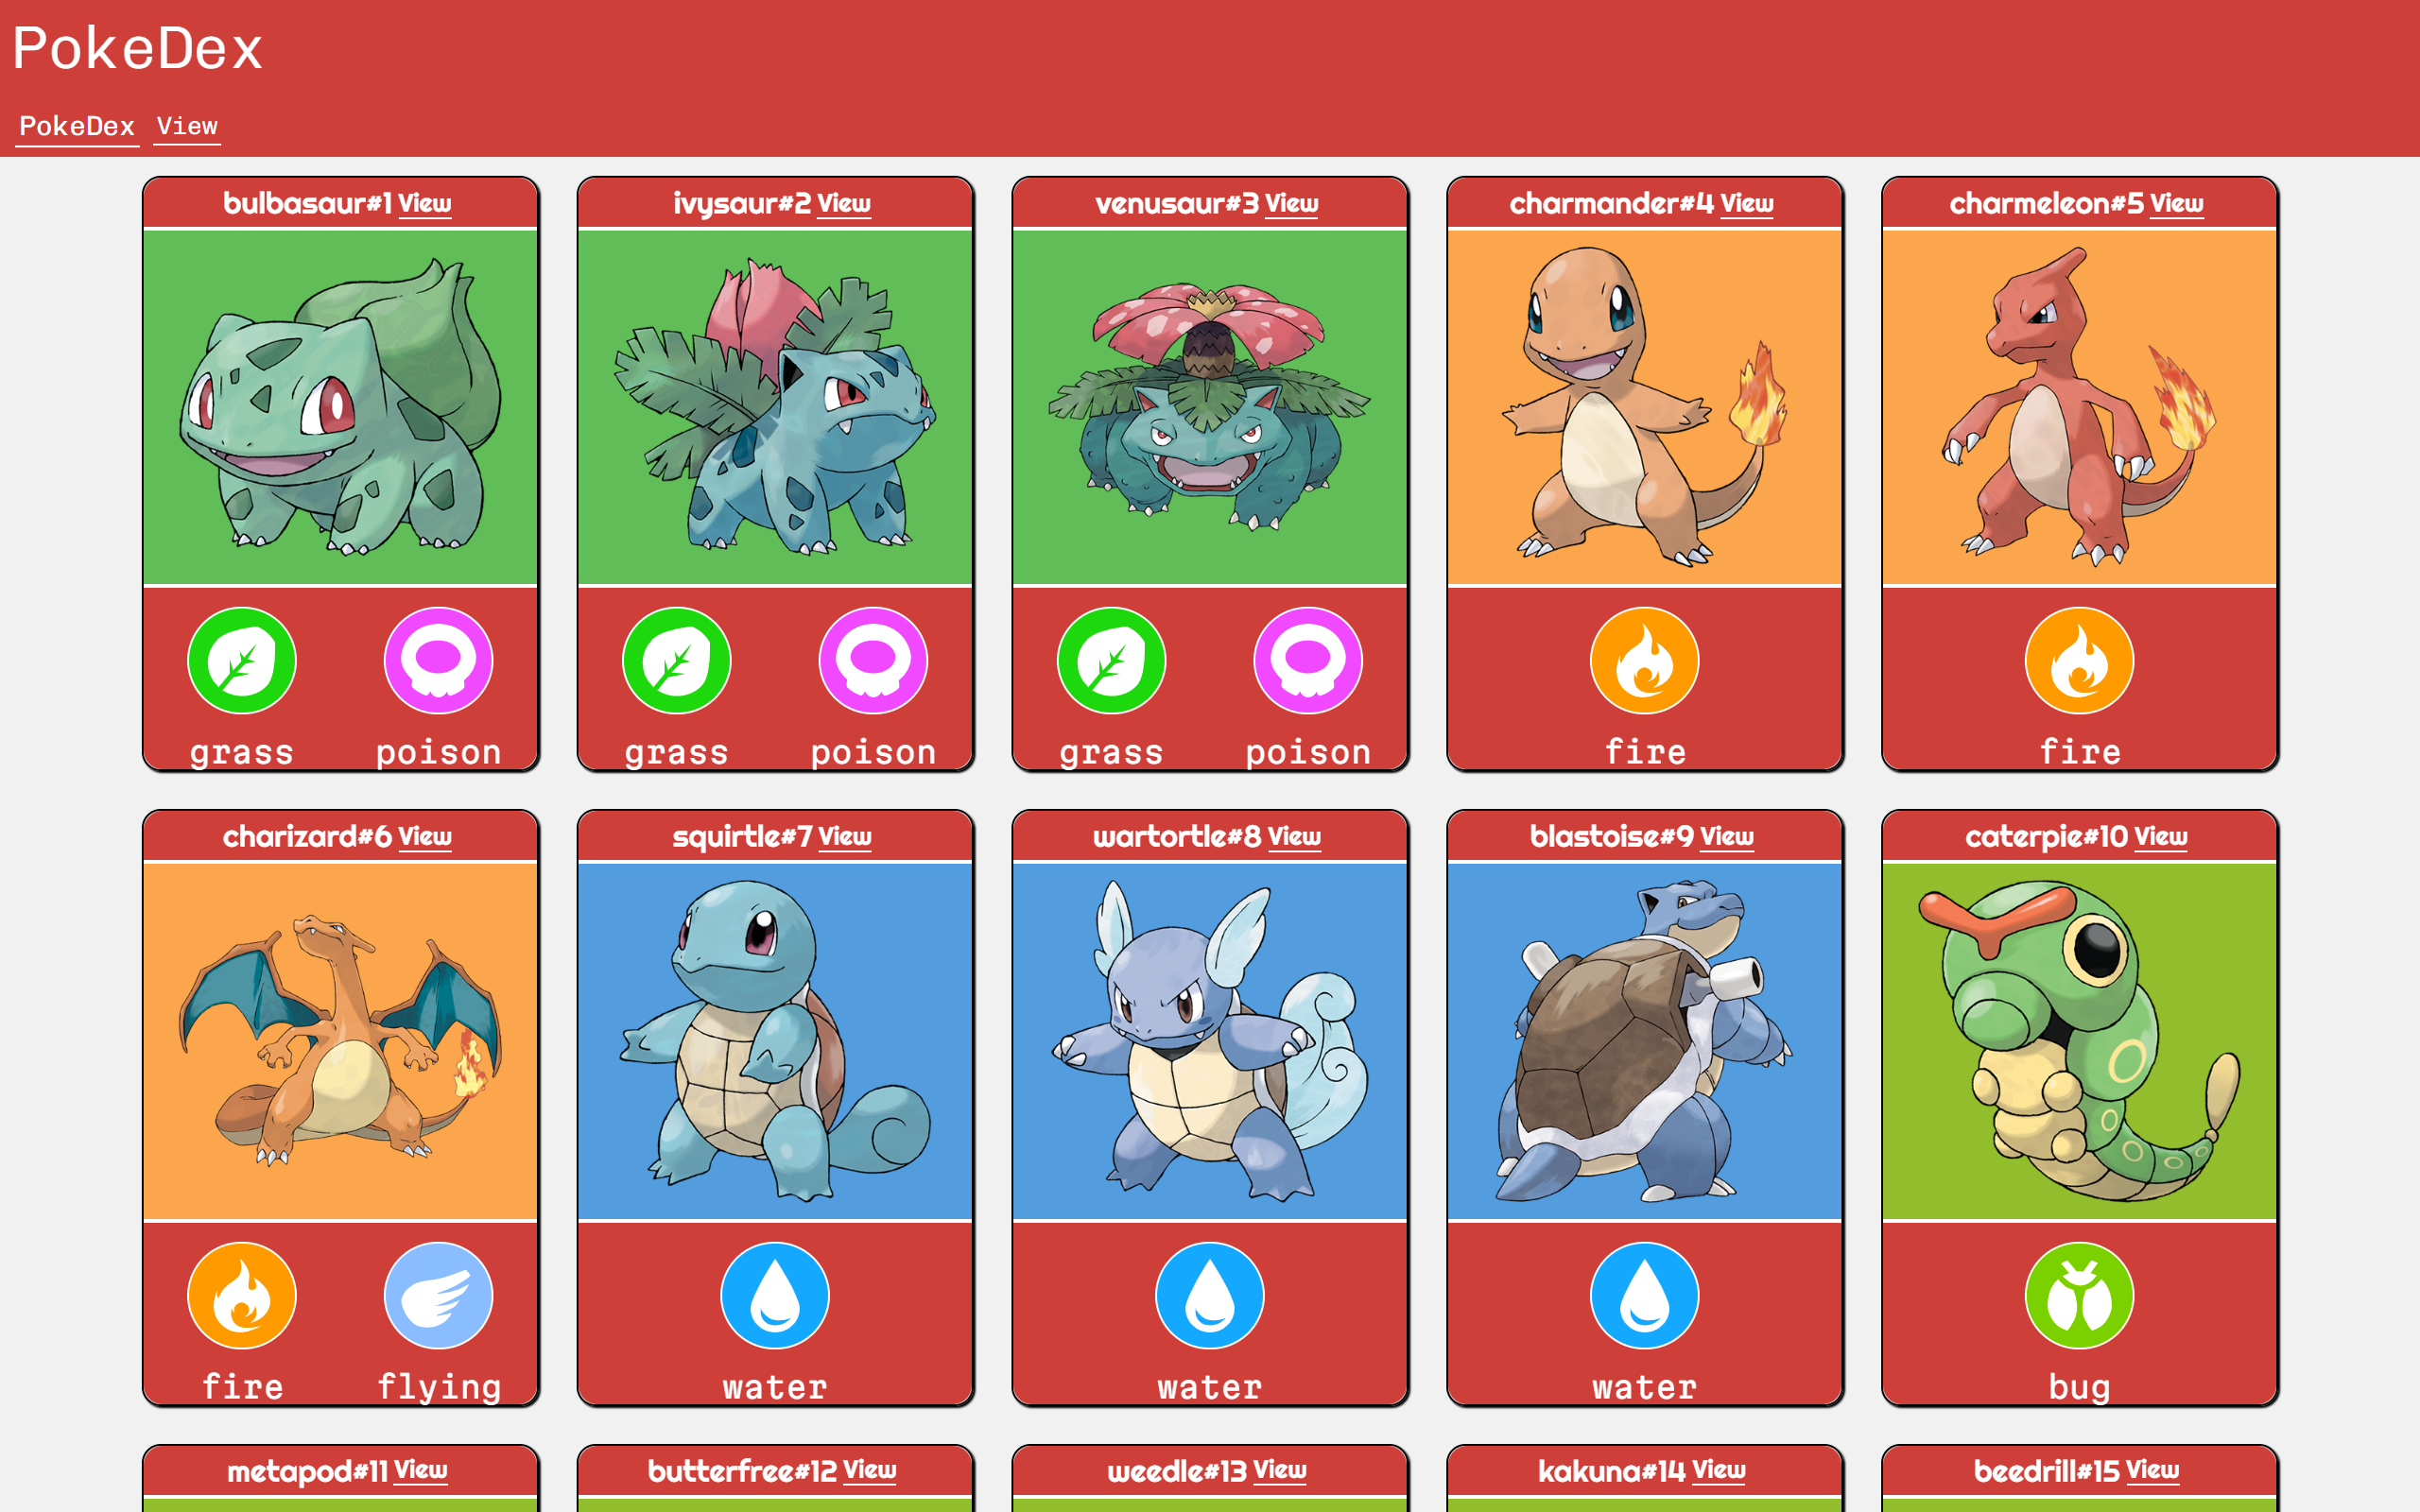 PokeDex
PokeDex View
bulbasaur#1 View
ivysaur#2 View
venusaur#3 View
charmander#4 View
charmeleon#5 View
grass poison
grass poison
grass poison
fire
fire
charizard#6 View
squirtle#7 View
wartortle#8 View
blastoise#9 View
caterpie#10 View
fire flying
water
water
water
bug
metapod#11 View
butterfree#12 View
weedle#13 View
kakuna#14 View
beedrill#15 View